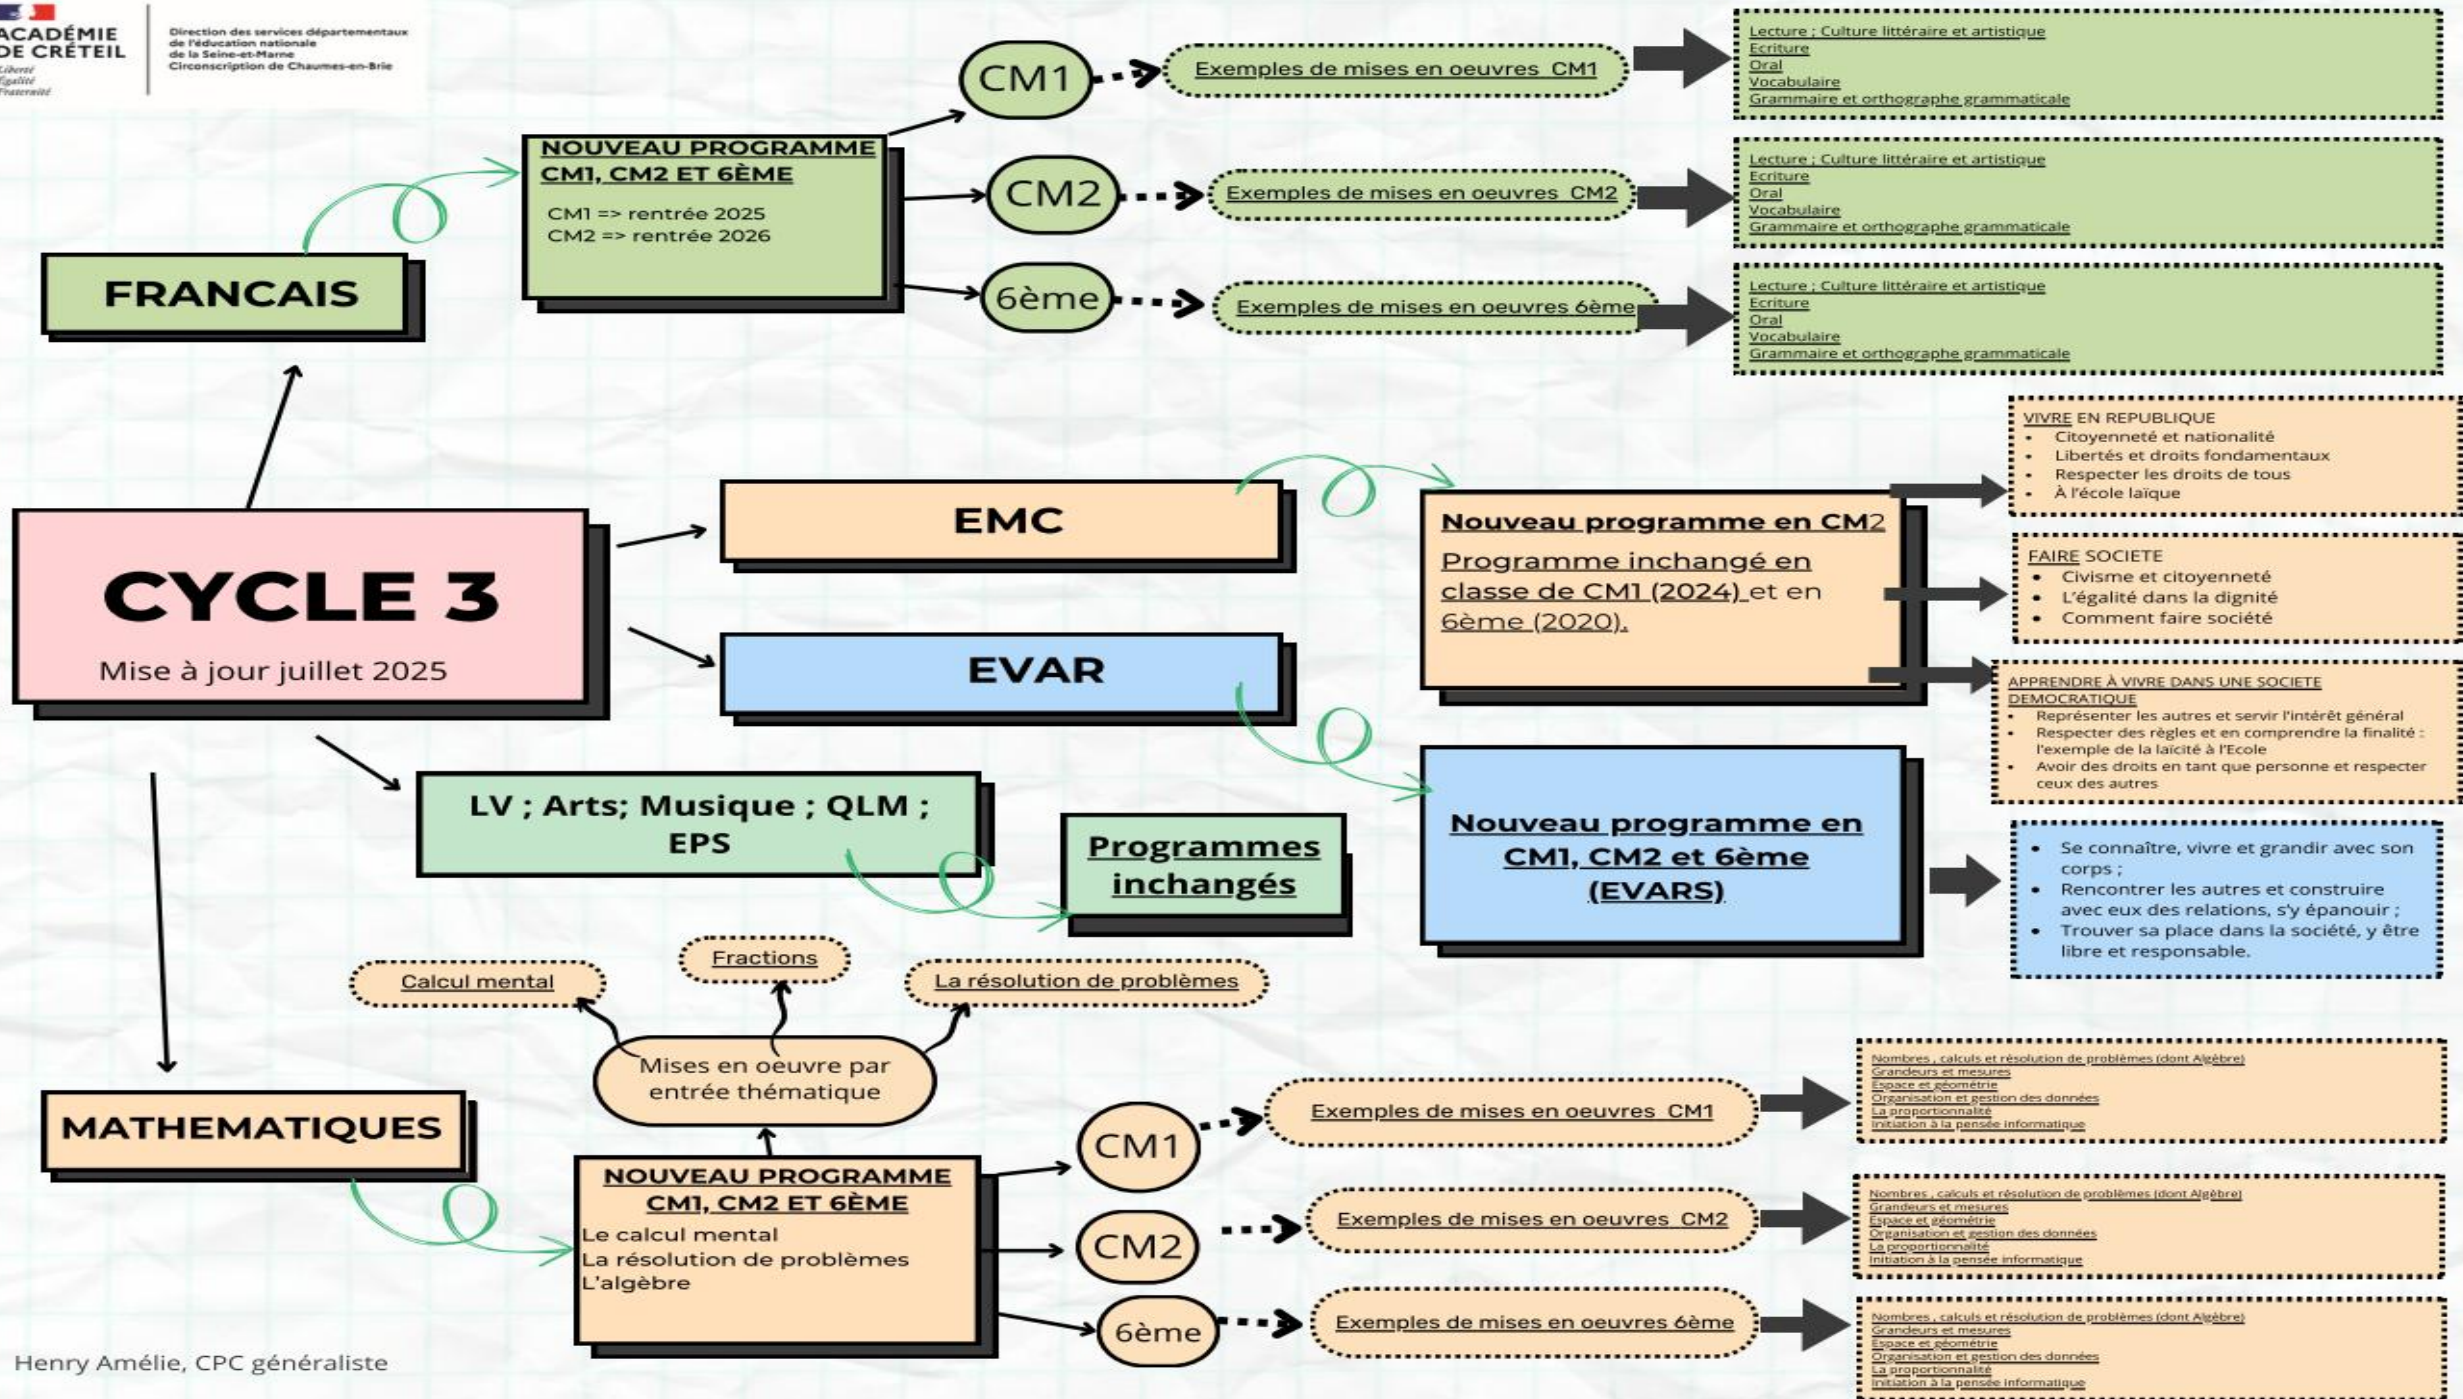 ACADÉMIE
DE CRÉTEIL
Liberté
Égalité
Fraternité
Direction des services départementaux
de l'éducation nationale
de la Seine-et-Marne
Circonscription de Chaumes-en-Brie
FRANCAIS
NOUVEAU PROGRAMME
CM1, CM2 ET 6ÈME
CM1 => rentrée 2025
CM2 => rentrée 2026
CM1
Exemples de mises en oeuvres CM1
Lecture ; Culture littéraire et artistique
Ecriture
Oral
Vocabulaire
Grammaire et orthographe grammaticale
CM2
Exemples de mises en oeuvres CM2
Lecture ; Culture littéraire et artistique
Ecriture
Oral
Vocabulaire
Grammaire et orthographe grammaticale
6ème
Exemples de mises en oeuvres 6ème
Lecture ; Culture littéraire et artistique
Ecriture
Oral
Vocabulaire
Grammaire et orthographe grammaticale
CYCLE 3
Mise à jour juillet 2025
EMC
Nouveau programme en CM2
Programme inchangé en
classe de CM1 (2024) et en
6ème (2020).
VIVRE EN REPUBLIQUE
• Citoyenneté et nationalité
• Libertés et droits fondamentaux
• Respecter les droits de tous
• À l'école laïque
FAIRE SOCIETE
• Civisme et citoyenneté
• L'égalité dans la dignité
• Comment faire société
APPRENDRE À VIVRE DANS UNE SOCIETE
DEMOCRATIQUE
• Représenter les autres et servir l'intérêt général
• Respecter des règles et en comprendre la finalité :
l'exemple de la laïcité à l'Ecole
• Avoir des droits en tant que personne et respecter
ceux des autres
EVAR
Nouveau programme en
CM1, CM2 et 6ème
(EVARS)
• Se connaître, vivre et grandir avec son
corps ;
• Rencontrer les autres et construire
avec eux des relations, s'y épanouir ;
• Trouver sa place dans la société, y être
libre et responsable.
LV ; Arts; Musique ; QLM ;
EPS
Programmes
inchangés
MATHEMATIQUES
Calcul mental
Fractions
La résolution de problèmes
Mises en oeuvre par
entrée thématique
NOUVEAU PROGRAMME
CM1, CM2 ET 6ÈME
Le calcul mental
La résolution de problèmes
L'algèbre
CM1
Exemples de mises en oeuvres CM1
Nombres , calculs et résolution de problèmes (dont Algèbre)
Grandeurs et mesures
Espace et géométrie
Organisation et gestion des données
La proportionnalité
Initiation à la pensée informatique
CM2
Exemples de mises en oeuvres CM2
Nombres , calculs et résolution de problèmes (dont Algèbre)
Grandeurs et mesures
Espace et géométrie
Organisation et gestion des données
La proportionnalité
Initiation à la pensée informatique
6ème
Exemples de mises en oeuvres 6ème
Nombres , calculs et résolution de problèmes (dont Algèbre)
Grandeurs et mesures
Espace et géométrie
Organisation et gestion des données
La proportionnalité
Initiation à la pensée informatique
Henry Amélie, CPC généraliste